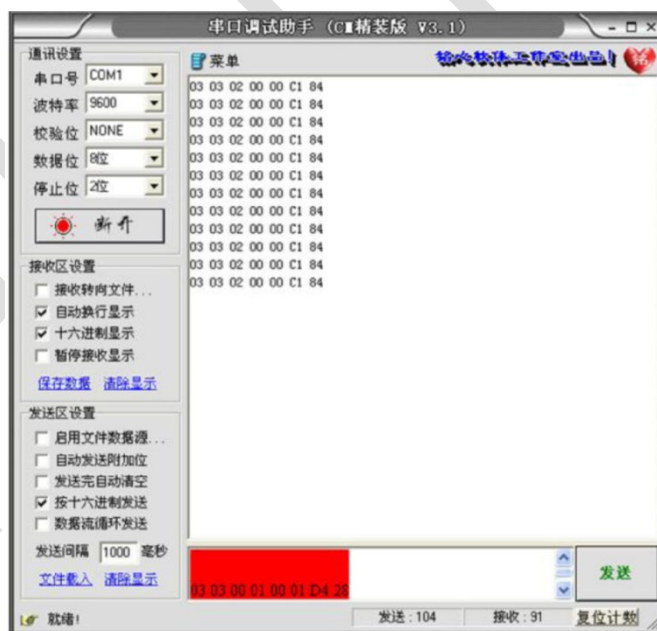 串口调试助手 (CM精装版 V3.1)
通讯设置
串口号 COM1
波特率 9600
校验位 NONE
数据位 8位
停止位 2位
断开
接收区设置
接收转向文件...
自动换行显示
十六进制显示
暂停接收显示
保存数据 清除显示
发送区设置
启用文件数据源...
自动发送附加位
发送完自动清空
按十六进制发送
数据流循环发送
发送间隔 1000 毫秒
文件载入 清除显示
菜单
03 03 02 00 00 C1 84
03 03 02 00 00 C1 84
03 03 02 00 00 C1 84
03 03 02 00 00 C1 84
03 03 02 00 00 C1 84
03 03 02 00 00 C1 84
03 03 02 00 00 C1 84
03 03 02 00 00 C1 84
03 03 02 00 00 C1 84
03 03 02 00 00 C1 84
03 03 02 00 00 C1 84
03 03 02 00 00 C1 84
03 03 00 01 00 01 D4 28
发送
就绪!
发送：104
接收：91
复位计数